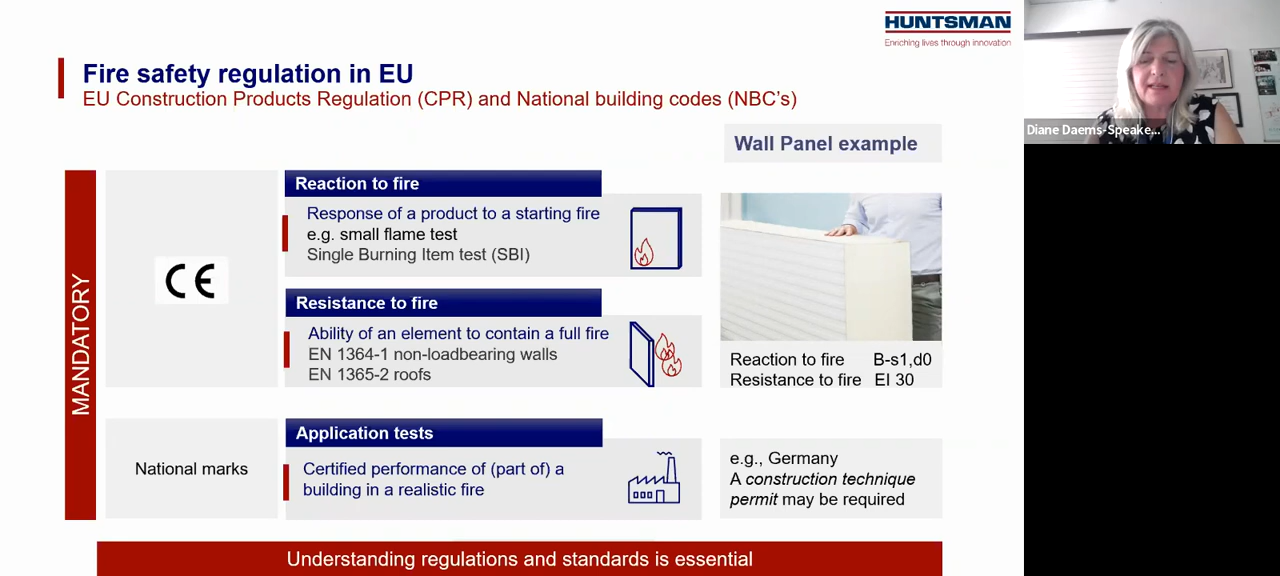 HUNTSMAN
Enriching lives through innovation
Fire safety regulation in EU
EU Construction Products Regulation (CPR) and National building codes (NBC's)
Diane Daems-Speake...
Wall Panel example
MANDATORY
CE
Reaction to fire
Response of a product to a starting fire
e.g. small flame test
Single Burning Item test (SBI)
Resistance to fire
Ability of an element to contain a full fire
EN 1364-1 non-loadbearing walls
EN 1365-2 roofs
Reaction to fire B-s1,d0
Resistance to fire EI 30
National marks
Application tests
Certified performance of (part of) a
building in a realistic fire
e.g., Germany
A construction technique
permit may be required
Understanding regulations and standards is essential